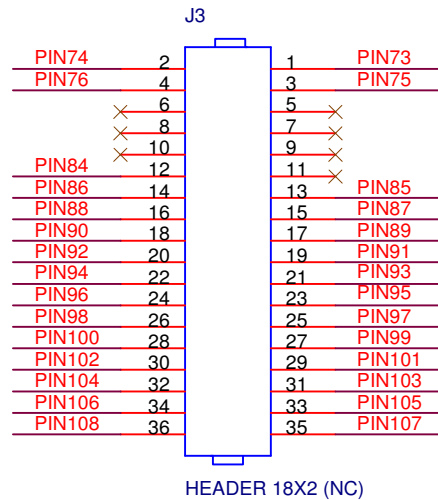 J3
PIN74 2 1 PIN73
PIN76 4 3 PIN75
6 5
8 7
10 9
PIN84 12 11
PIN86 14 13 PIN85
PIN88 16 15 PIN87
PIN90 18 17 PIN89
PIN92 20 19 PIN91
PIN94 22 21 PIN93
PIN96 24 23 PIN95
PIN98 26 25 PIN97
PIN100 28 27 PIN99
PIN102 30 29 PIN101
PIN104 32 31 PIN103
PIN106 34 33 PIN105
PIN108 36 35 PIN107
HEADER 18X2 (NC)